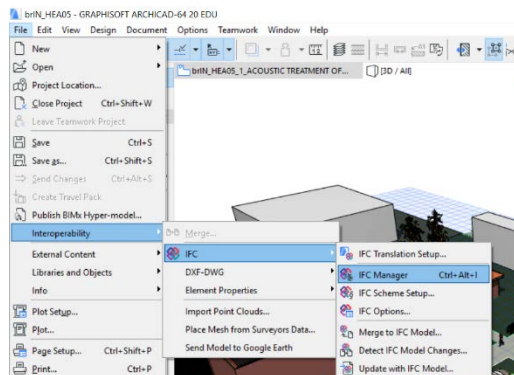 brIN_HEA05 - GRAPHISOFT ARCHICAD-64 20 EDU
File Edit View Design Document Options Teamwork Window Help
New
Open
Project Location...
Close Project Ctrl+Shift+W
Leave Teamwork Project
Save Ctrl+S
Save as... Ctrl+Shift+S
Send Changes Ctrl+Alt+S
Create Travel Pack
Publish BIMx Hyper-model...
Interoperability
External Content
Libraries and Objects
Info
Plot Setup...
Plot...
Page Setup... Ctrl+Shift+P
Print... Ctrl+P
brIN_HEA05_1_ACOUSTIC TREATMENT OF...
[3D / All]
Merge...
IFC
DXF-DWG
Element Properties
Import Point Clouds...
Place Mesh from Surveyors Data...
Send Model to Google Earth
IFC Translation Setup...
IFC Manager Ctrl+Alt+I
IFC Scheme Setup...
IFC Options...
Merge to IFC Model...
Detect IFC Model Changes...
Update with IFC Model...